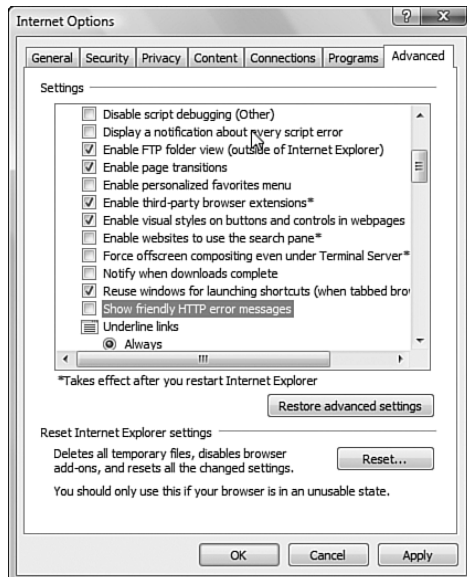 Internet Options
General Security Privacy Content Connections Programs Advanced
Settings
Disable script debugging (Other)
Display a notification about every script error
Enable FTP folder view (outside of Internet Explorer)
Enable page transitions
Enable personalized favorites menu
Enable third-party browser extensions*
Enable visual styles on buttons and controls in webpages
Enable websites to use the search pane*
Force offscreen compositing even under Terminal Server*
Notify when downloads complete
Reuse windows for launching shortcuts (when tabbed bro
Show friendly HTTP error messages
Underline links
Always
*Takes effect after you restart Internet Explorer
Restore advanced settings
Reset Internet Explorer settings
Deletes all temporary files, disables browser
add-ons, and resets all the changed settings.
Reset...
You should only use this if your browser is in an unusable state.
OK Cancel Apply